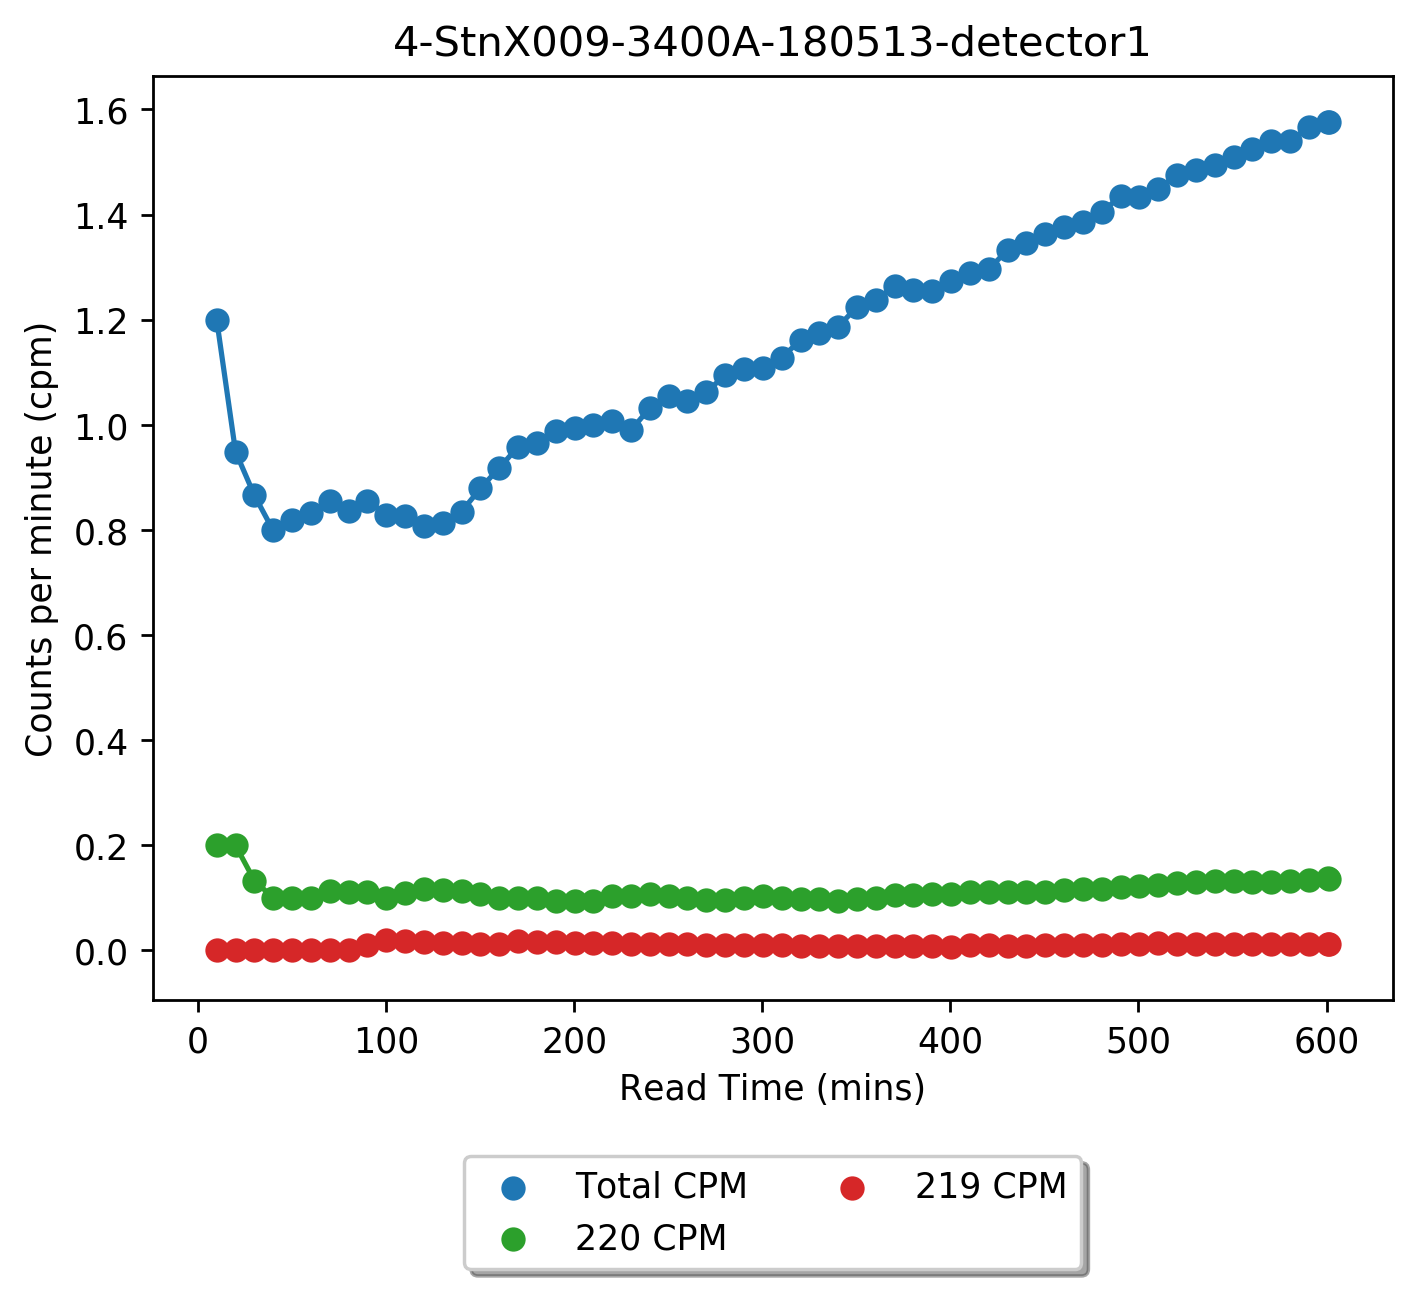 4-StnX009-3400A-180513-detector1
1.6
1.4
1.2
1.0
0.8
0.6
0.4
0.2
0.0
Counts per minute (cpm)
0 100 200 300 400 500 600
Read Time (mins)
Total CPM 219 CPM
220 CPM